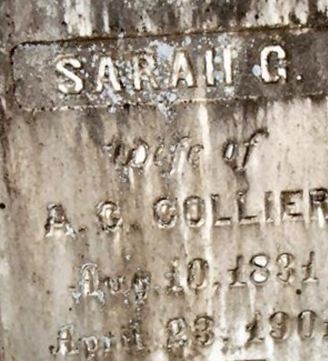 SARAH G.
Wife of
A. C. COLLIER
Aug. 10, 1831
April 23, 190